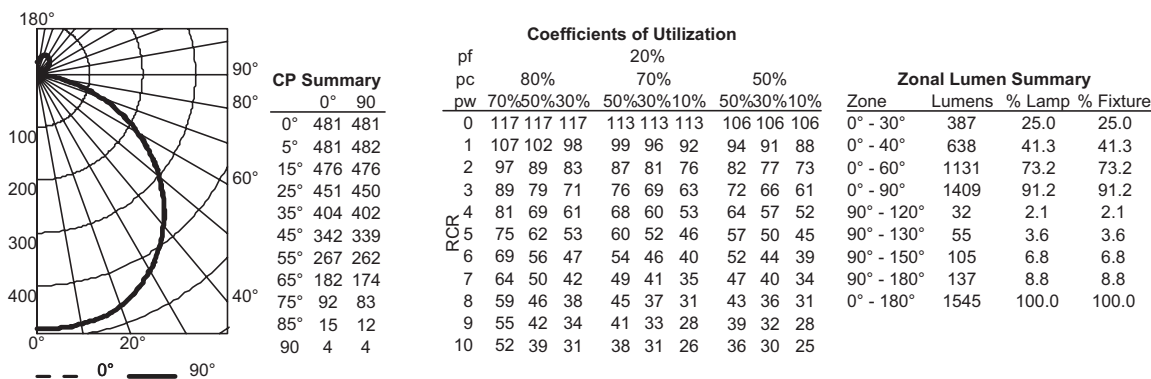 180°
90°
80°
60°
40°
20°
0°
100
200
300
400
0° 90°
CP Summary
0° 90
0° 481 481
5° 481 482
15° 476 476
25° 451 450
35° 404 402
45° 342 339
55° 267 262
65° 182 174
75° 92 83
85° 15 12
90 4 4
Coefficients of Utilization
pf 20%
pc 80% 70% 50%
pw 70%50%30% 50%30%10% 50%30%10%
RCR
0 117 117 117 113 113 113 106 106 106
1 107 102 98 99 96 92 94 91 88
2 97 89 83 87 81 76 82 77 73
3 89 79 71 76 69 63 72 66 61
4 81 69 61 68 60 53 64 57 52
5 75 62 53 60 52 46 57 50 45
6 69 56 47 54 46 40 52 44 39
7 64 50 42 49 41 35 47 40 34
8 59 46 38 45 37 31 43 36 31
9 55 42 34 41 33 28 39 32 28
10 52 39 31 38 31 26 36 30 25
Zonal Lumen Summary
Zone Lumens % Lamp % Fixture
0° - 30° 387 25.0 25.0
0° - 40° 638 41.3 41.3
0° - 60° 1131 73.2 73.2
0° - 90° 1409 91.2 91.2
90° - 120° 32 2.1 2.1
90° - 130° 55 3.6 3.6
90° - 150° 105 6.8 6.8
90° - 180° 137 8.8 8.8
0° - 180° 1545 100.0 100.0